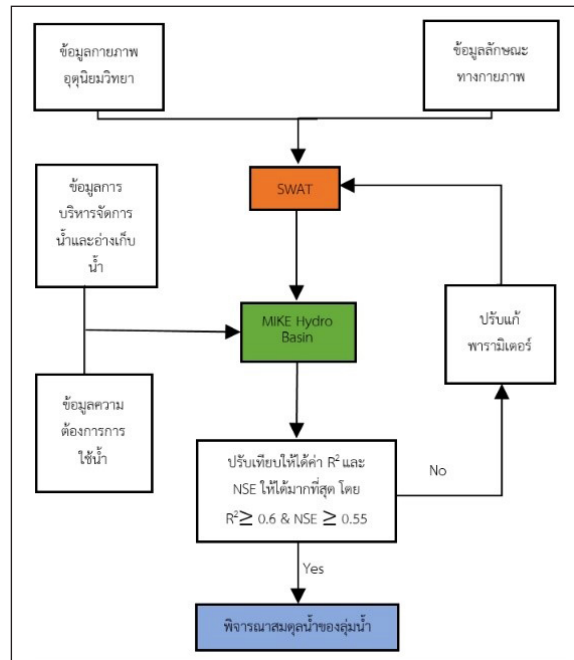 ข้อมูลกายภาพ
อุตุนิยมวิทยา
ข้อมูลลักษณะ
ทางกายภาพ
SWAT
ข้อมูลการ
บริหารจัดการ
น้ำและอ่างเก็บ
น้ำ
MIKE Hydro
Basin
ปรับแก้
พารามิเตอร์
ข้อมูลความ
ต้องการการ
ใช้น้ำ
ปรับเทียบให้ได้ค่า R² และ
NSE ให้ได้มากที่สุด โดย
R²≥ 0.6 & NSE ≥ 0.55
No
Yes
พิจารณาสมดุลน้ำของลุ่มน้ำ